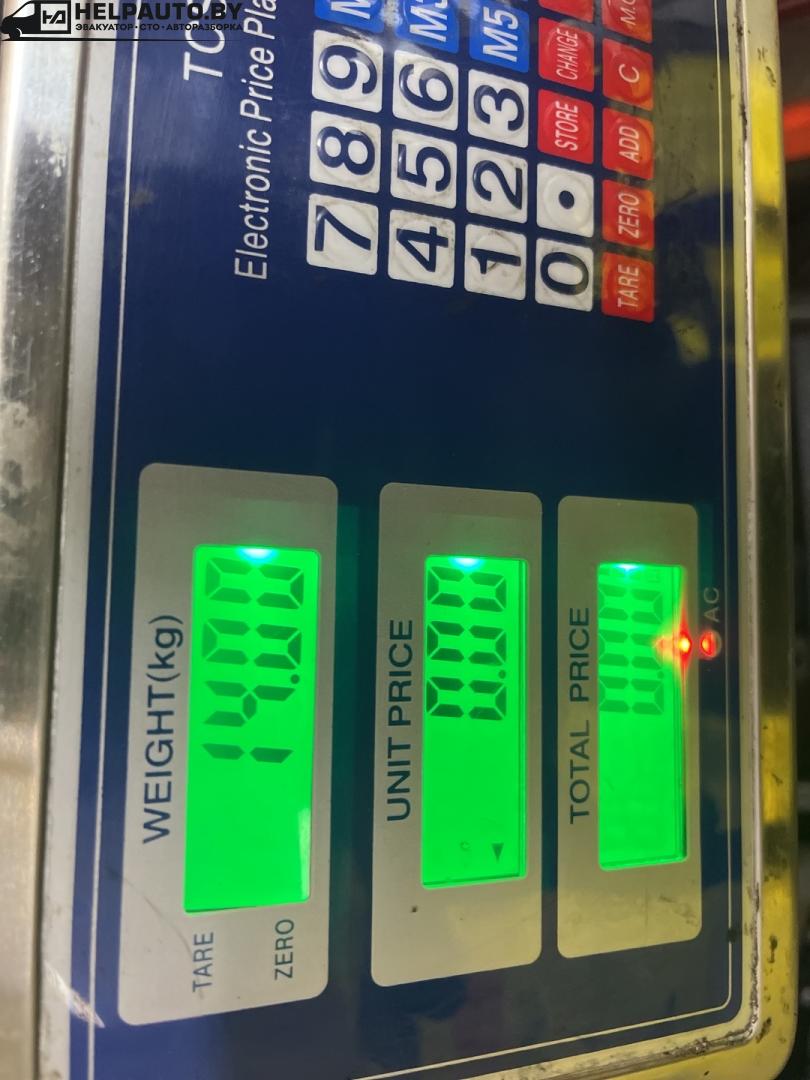 HELPAUTO.BY
ЭВАКУАТОР • СТО • АВТОРАЗБОРКА
WEIGHT(kg)
14.00
TARE
ZERO
UNIT PRICE
0.00
TOTAL PRICE
0.00
AC
Electronic Price
7 8 9
4 5 6 M3
1 2 3 M5
0 . STORE CHANGE
TARE ZERO ADD C